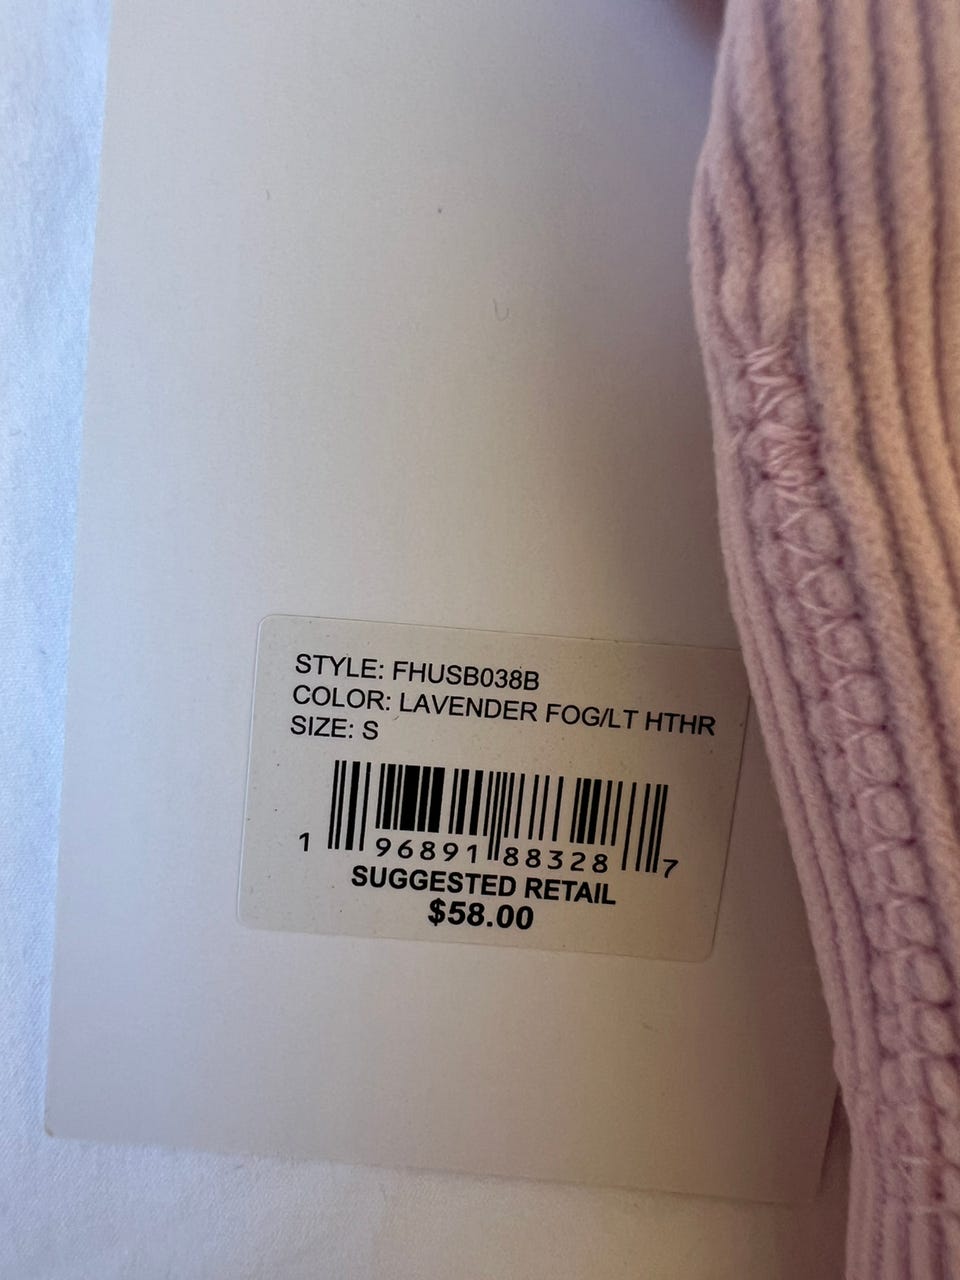 STYLE: FHUSB038B
COLOR: LAVENDER FOG/LT HTHR
SIZE: S
1 96891 88328 7
SUGGESTED RETAIL
$58.00